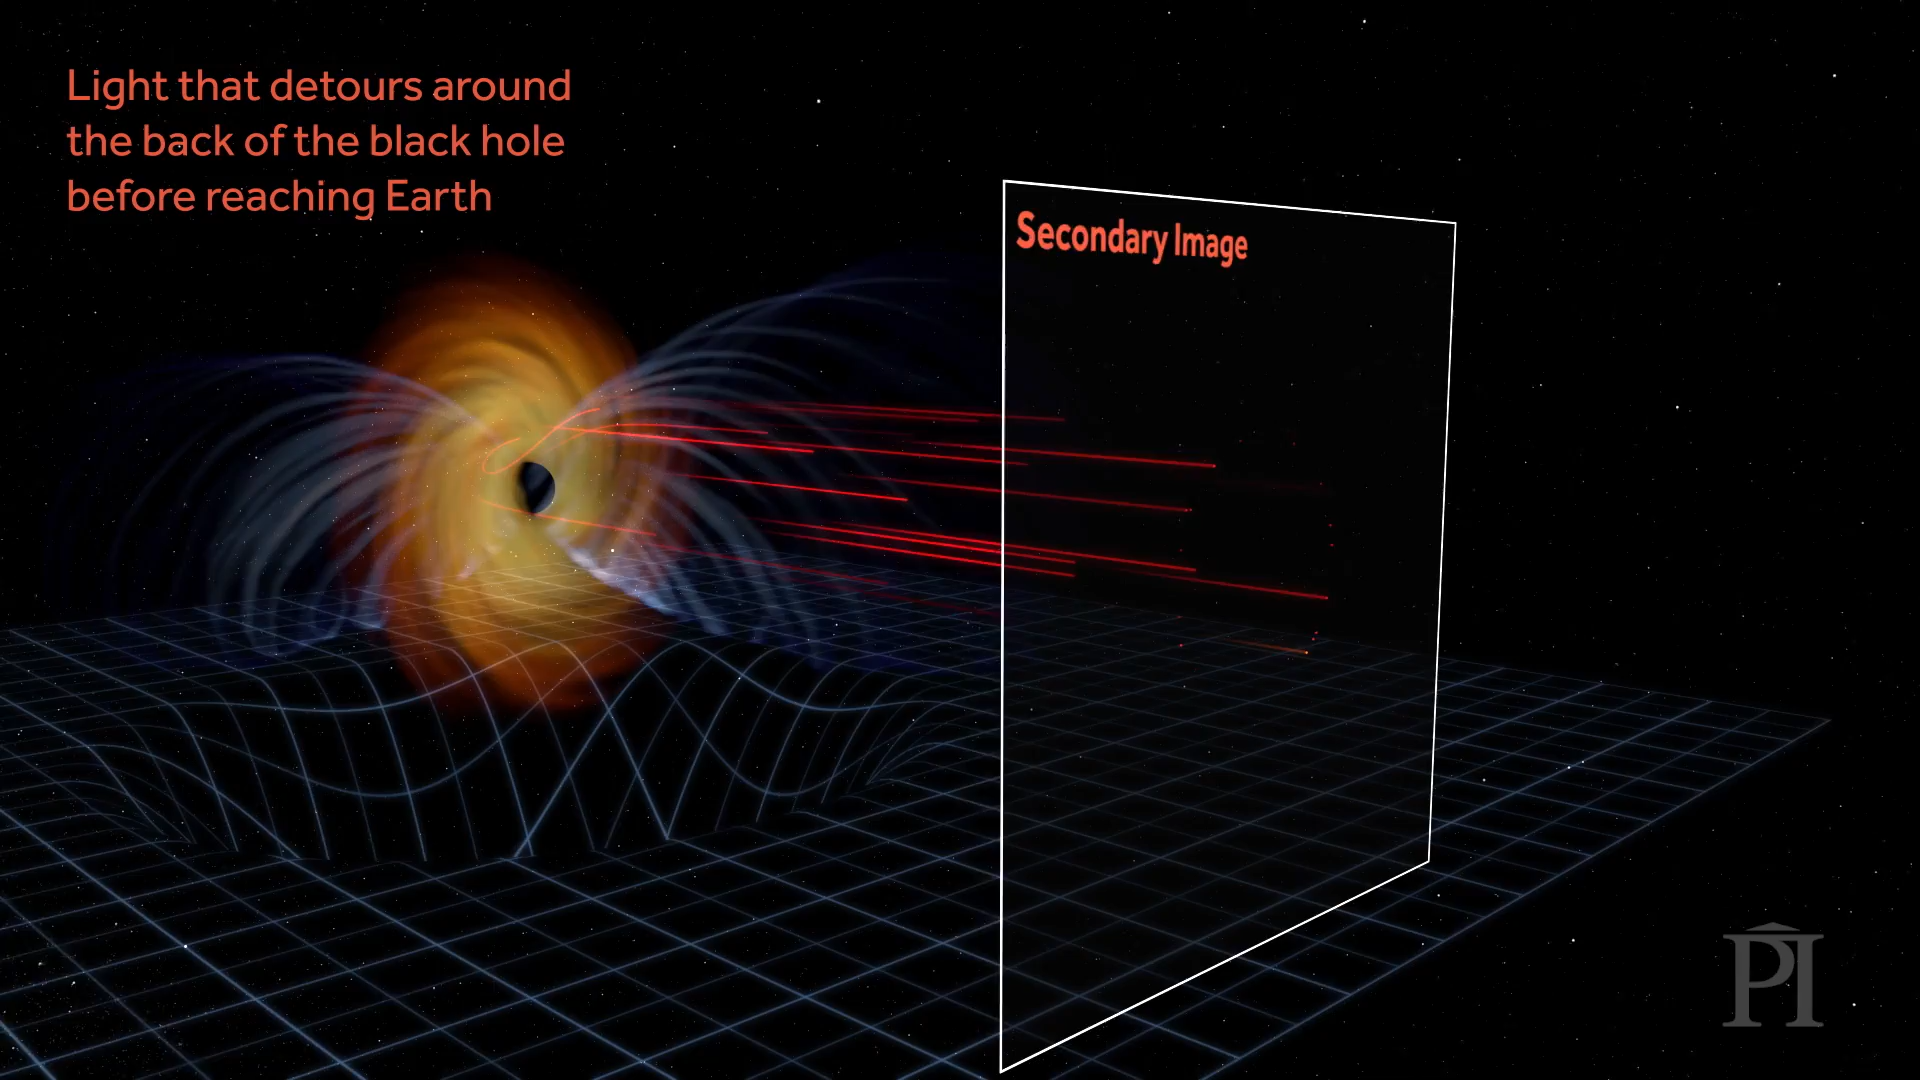 Light that detours around
the back of the black hole
before reaching Earth
Secondary Image
PI